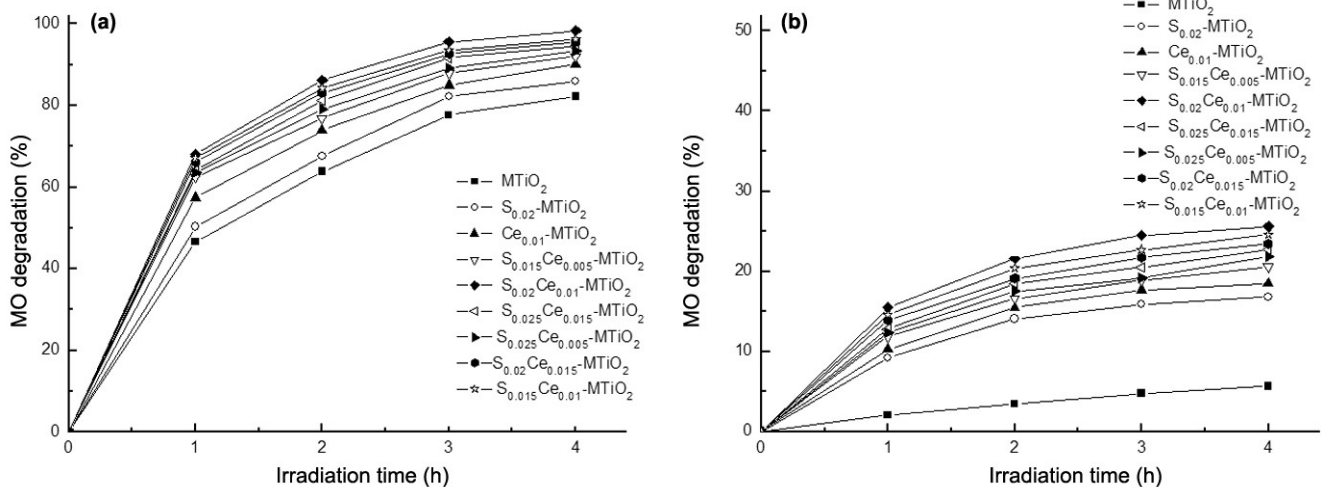 (a)
100
80
60
40
20
0
MO degradation (%)
MTiO2
S0.02-MTiO2
Ce0.01-MTiO2
S0.015Ce0.005-MTiO2
S0.02Ce0.01-MTiO2
S0.025Ce0.015-MTiO2
S0.025Ce0.005-MTiO2
S0.02Ce0.015-MTiO2
S0.015Ce0.01-MTiO2
0 1 2 3 4
Irradiation time (h)
(b)
50
40
30
20
10
0
MO degradation (%)
MTiO2
S0.02-MTiO2
Ce0.01-MTiO2
S0.015Ce0.005-MTiO2
S0.02Ce0.01-MTiO2
S0.025Ce0.015-MTiO2
S0.025Ce0.005-MTiO2
S0.02Ce0.015-MTiO2
S0.015Ce0.01-MTiO2
0 1 2 3 4
Irradiation time (h)